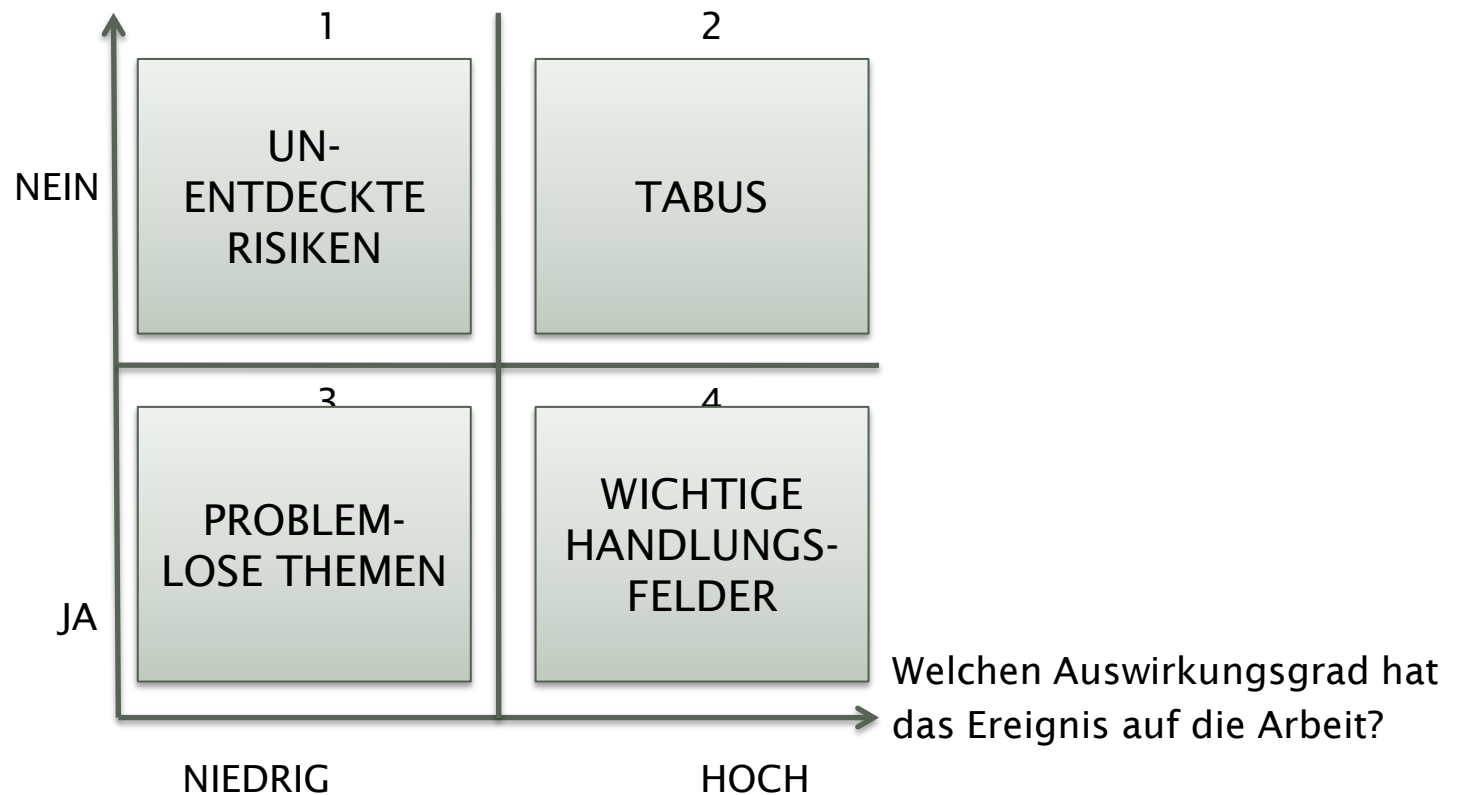 1
2
NEIN
UN-
ENTDECKTE
RISIKEN
TABUS
3
4
JA
PROBLEM-
LOSE THEMEN
WICHTIGE
HANDLUNGS-
FELDER
Welchen Auswirkungsgrad hat
das Ereignis auf die Arbeit?
NIEDRIG
HOCH